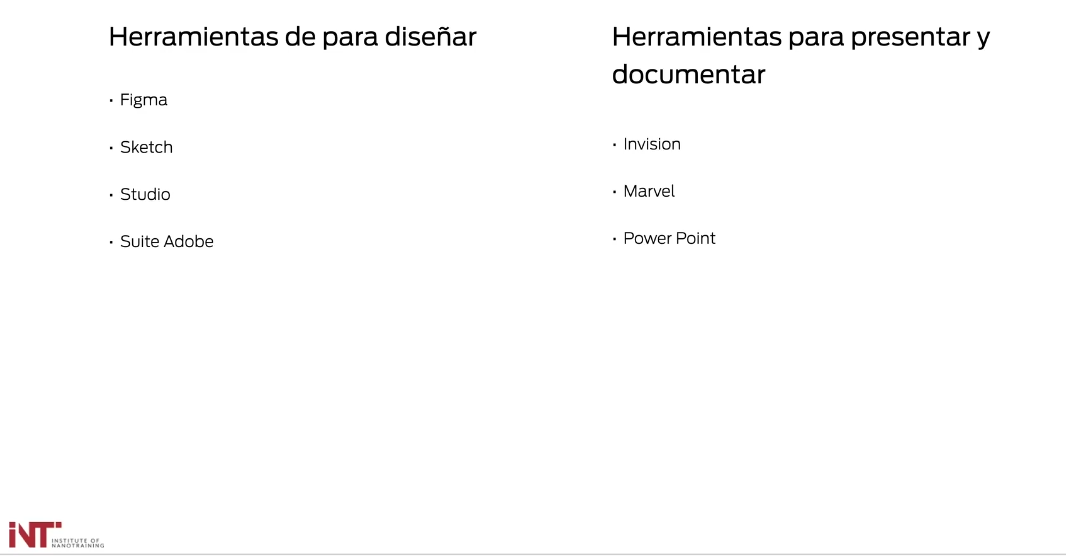 Herramientas de para diseñar
· Figma
· Sketch
· Studio
· Suite Adobe
Herramientas para presentar y
documentar
· Invision
· Marvel
· Power Point
iNT
INSTITUTE OF
NANOTRAINING